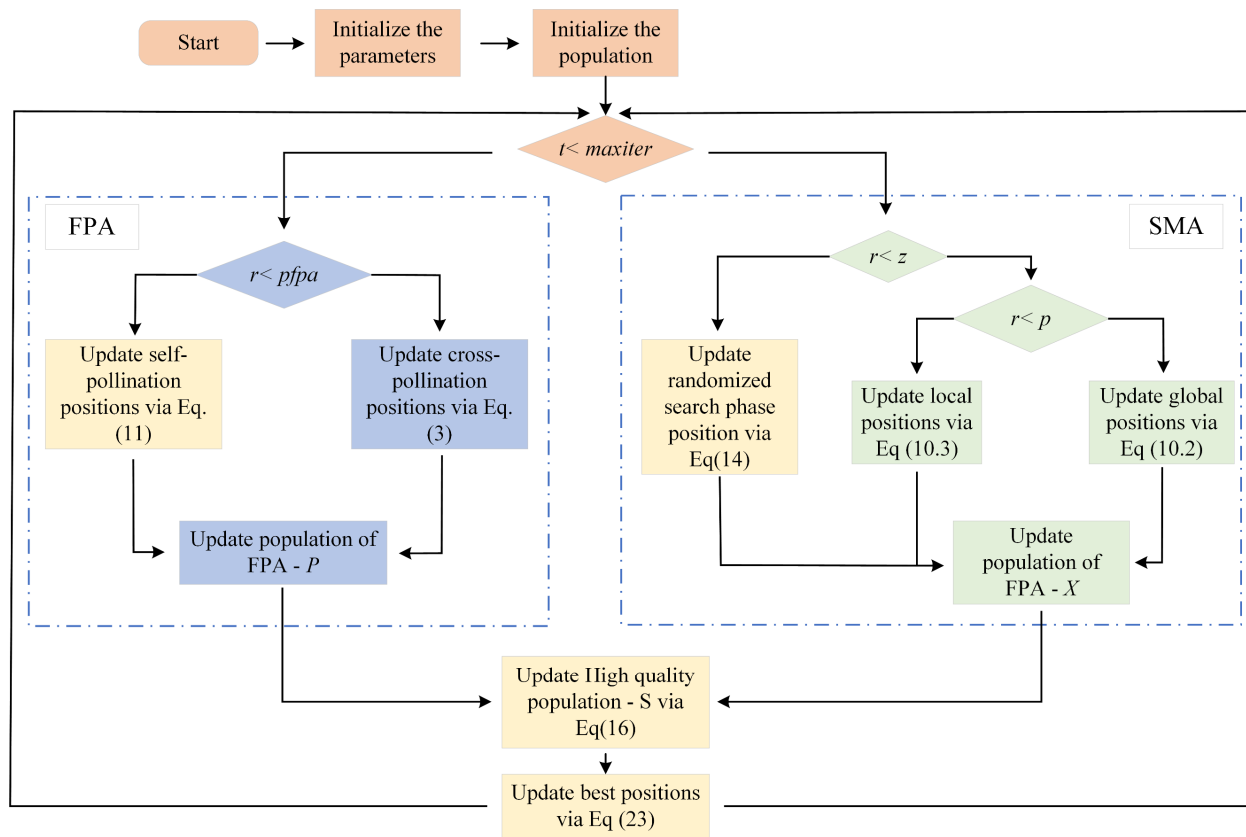 Start
Initialize the
parameters
Initialize the
population
t< maxiter
FPA
SMA
r< pfpa
r< z
r< p
Update self-
pollination
positions via Eq.
(11)
Update cross-
pollination
positions via Eq.
(3)
Update
randomized
search phase
position via
Eq(14)
Update local
positions via
Eq (10.3)
Update global
positions via
Eq (10.2)
Update population of
FPA - P
Update
population of
FPA - X
Update High quality
population - S via
Eq(16)
Update best positions
via Eq (23)